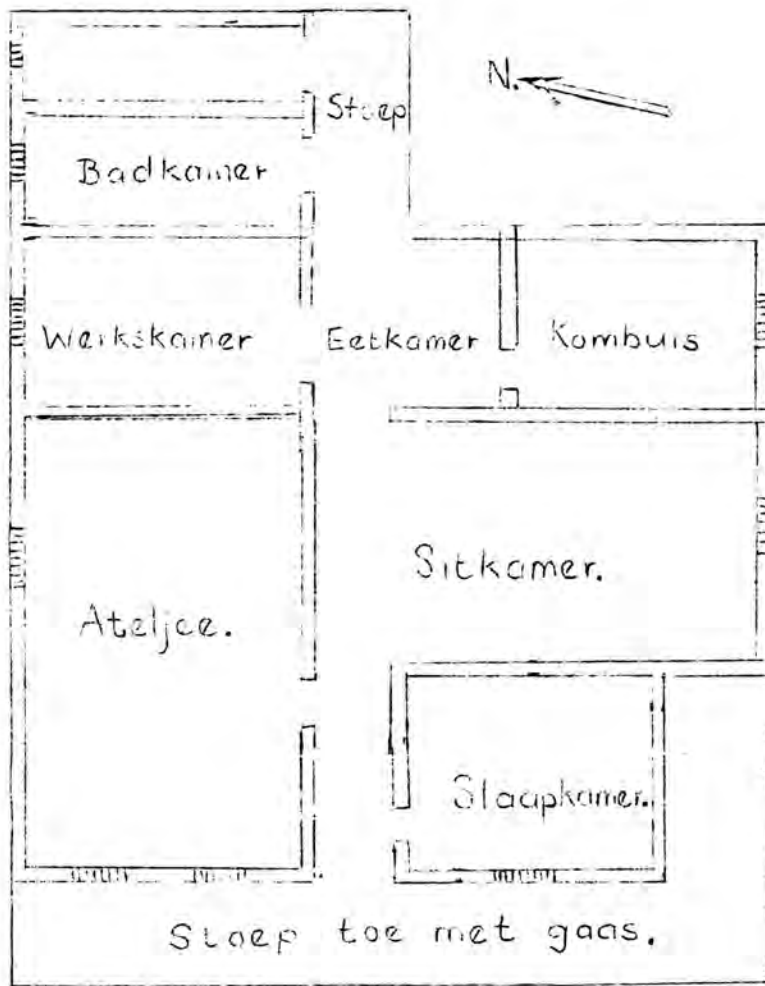 N.
Stoep
Badkamer
Werkskamer
Eetkamer
Kombuis
Sitkamer.
Ateljee.
Slaapkamer.
Stoep toe met gaas.